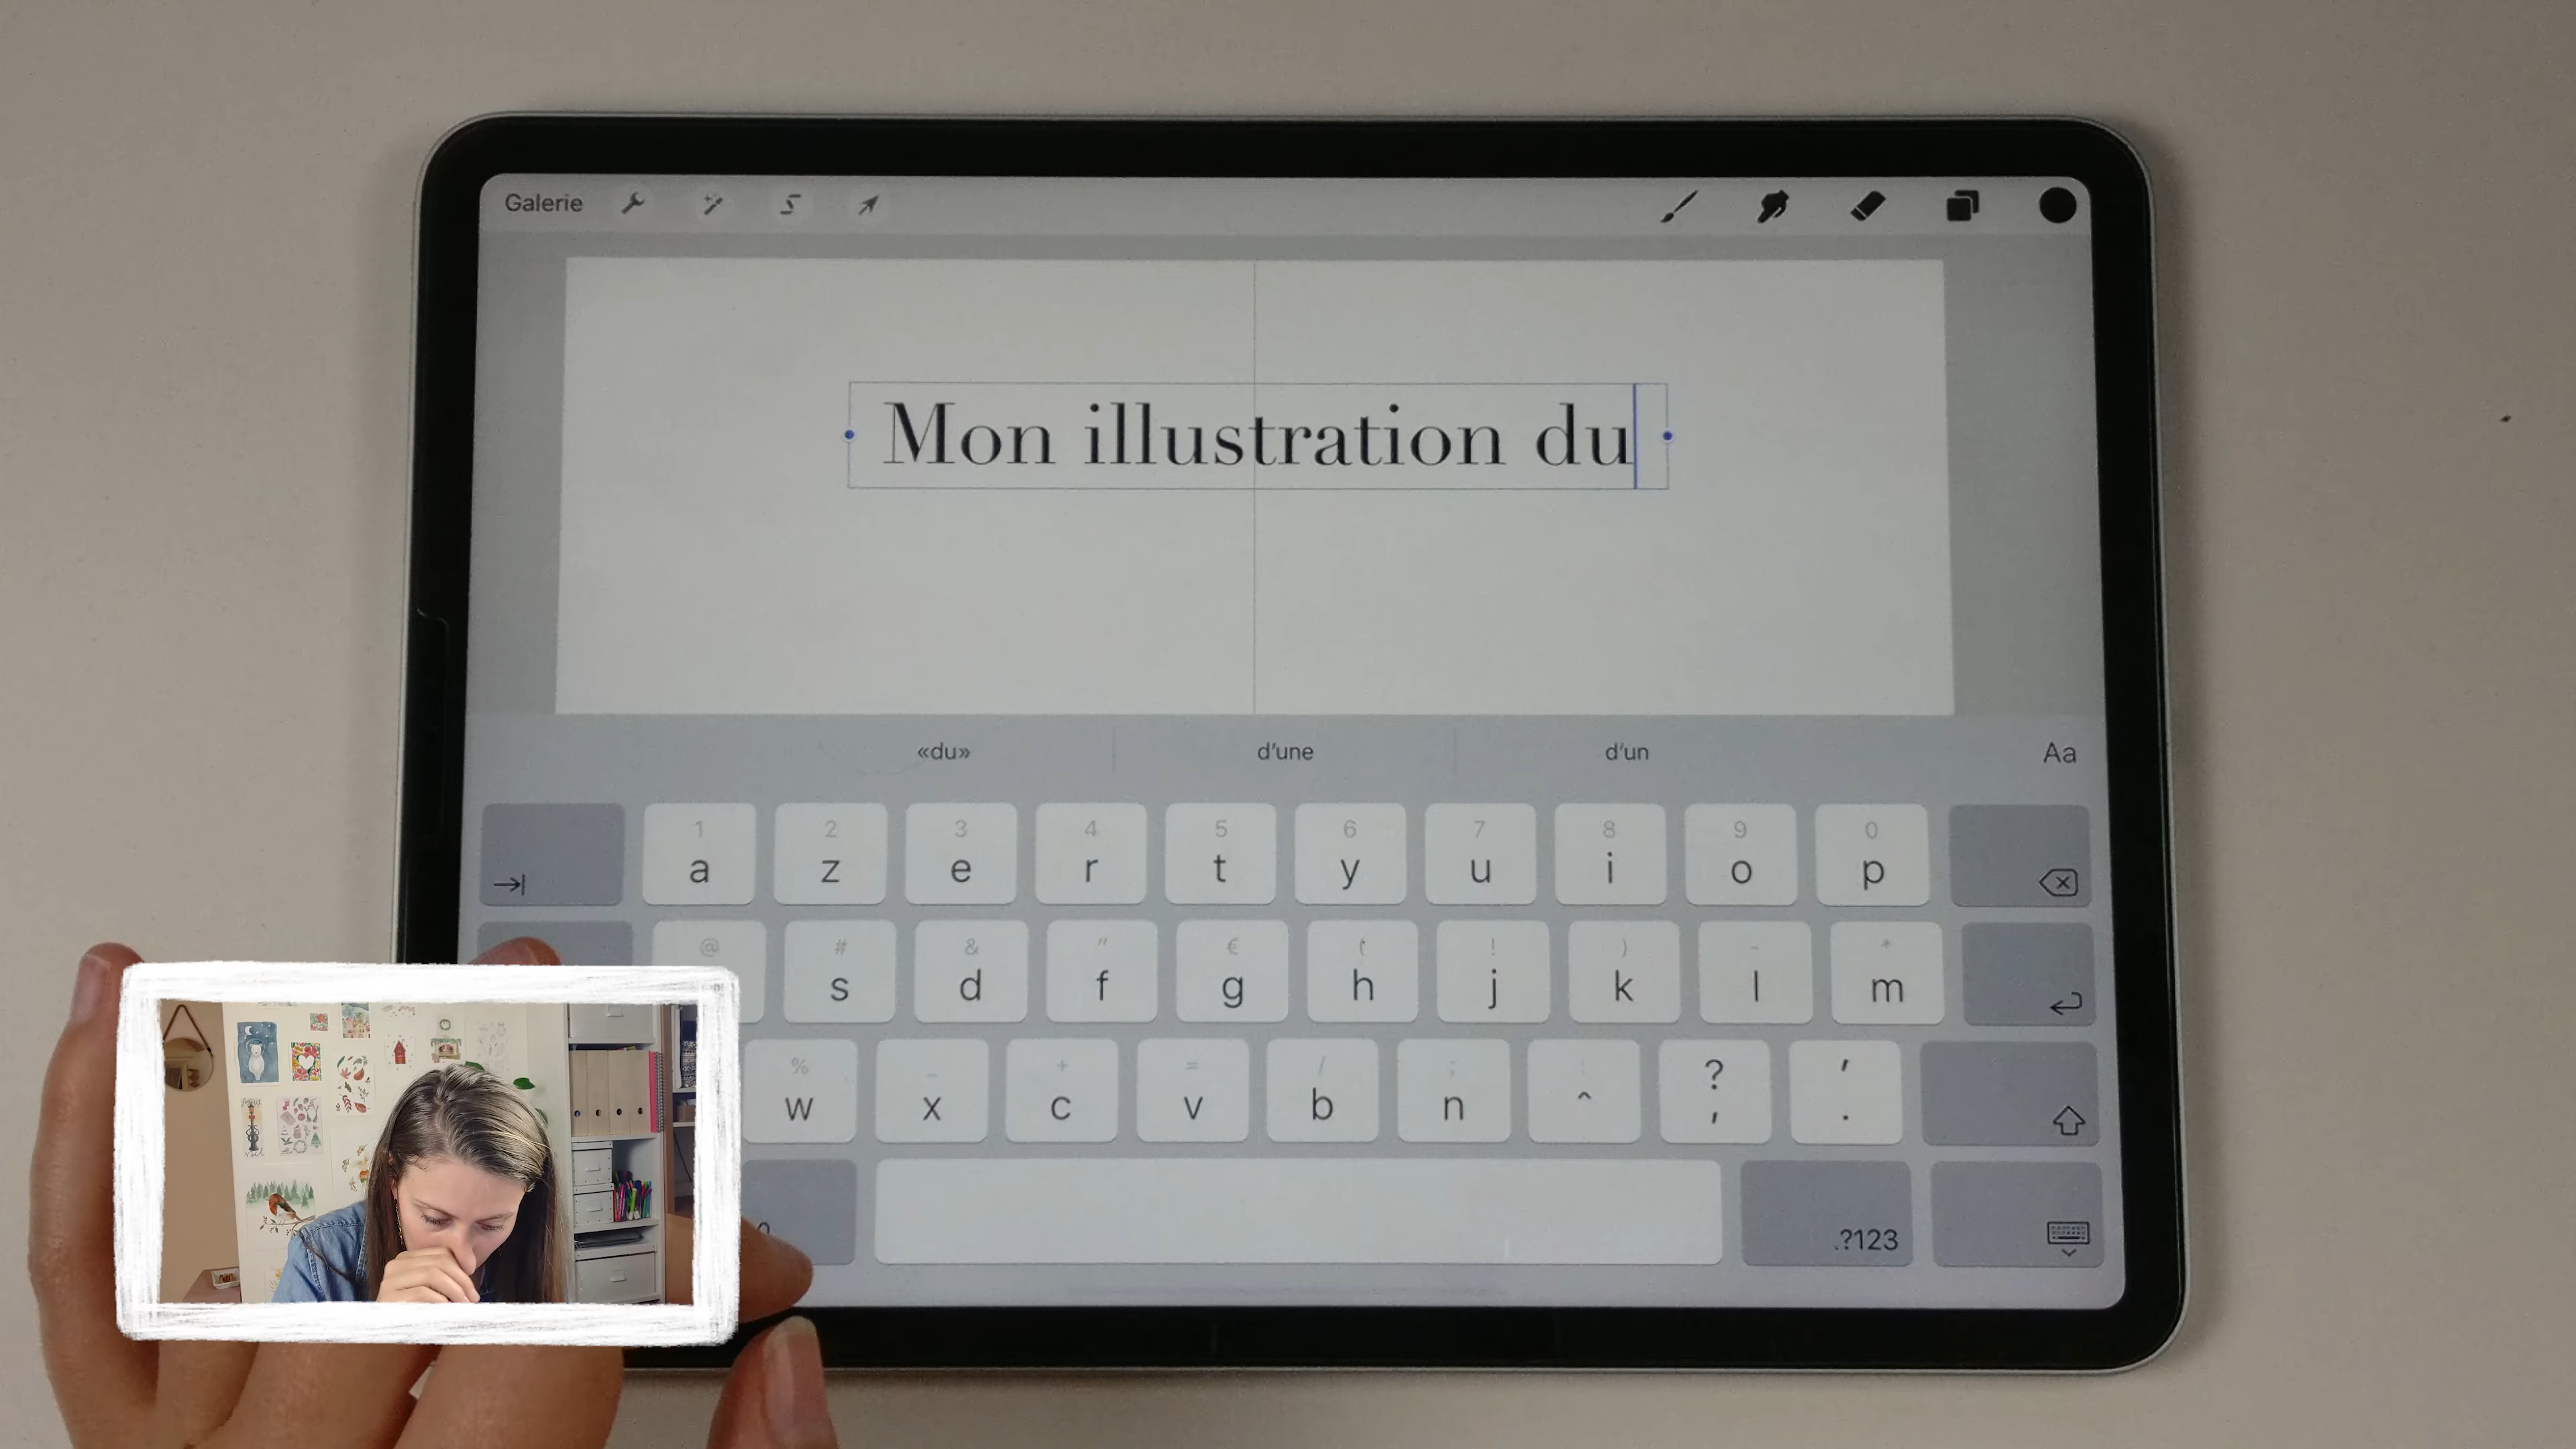 Galerie
Mon illustration du
«du» d'une d'un Aa
1 2 3 4 5 6 7 8 9 0
a z e r t y u i o p
@ # & " € ( ! ) - *
s d f g h j k l m
% _ + = / ; : ? '
w x c v b n ^ , .
.?123